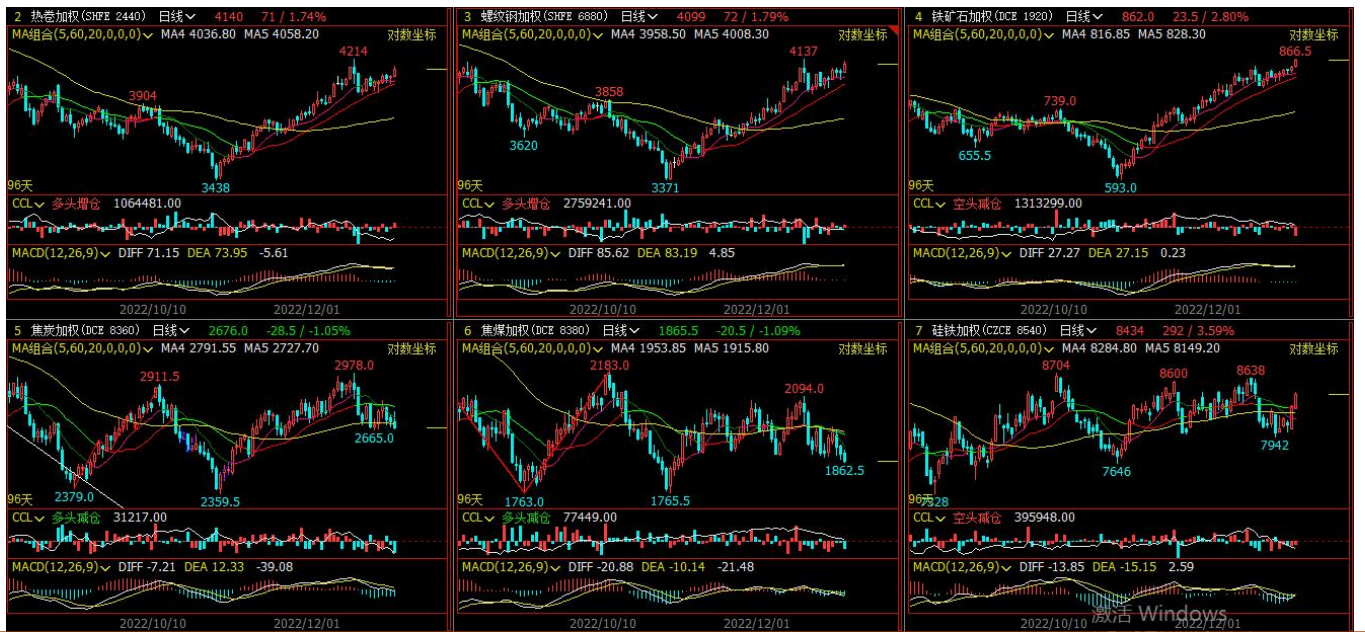 2 热卷加权(SHFE 2440) 日线 4140 71 / 1.74%
MA组合(5,60,20,0,0,0) MA4 4036.80 MA5 4058.20 对数坐标
4214
3904
3438
96天
CCL 多头增仓 1064481.00
MACD(12,26,9) DIFF 71.15 DEA 73.95 -5.61
2022/10/10 2022/12/01
3 螺纹钢加权(SHFE 6880) 日线 4099 72 / 1.79%
MA组合(5,60,20,0,0,0) MA4 3958.50 MA5 4008.30 对数坐标
4137
3858
3620
3371
96天
CCL 多头增仓 2759241.00
MACD(12,26,9) DIFF 85.62 DEA 83.19 4.85
2022/10/10 2022/12/01
4 铁矿石加权(DCE 1920) 日线 862.0 23.5 / 2.80%
MA组合(5,60,20,0,0,0) MA4 816.85 MA5 828.30 对数坐标
866.5
739.0
655.5
593.0
96天
CCL 空头减仓 1313299.00
MACD(12,26,9) DIFF 27.27 DEA 27.15 0.23
2022/10/10 2022/12/01
5 焦炭加权(DCE 8360) 日线 2676.0 -28.5 / -1.05%
MA组合(5,60,20,0,0,0) MA4 2791.55 MA5 2727.70 对数坐标
2978.0
2911.5
2665.0
2379.0
2359.5
96天
CCL 多头减仓 31217.00
MACD(12,26,9) DIFF -7.21 DEA 12.33 -39.08
2022/10/10 2022/12/01
6 焦煤加权(DCE 8380) 日线 1865.5 -20.5 / -1.09%
MA组合(5,60,20,0,0,0) MA4 1953.85 MA5 1915.80 对数坐标
2183.0
2094.0
1862.5
1763.0
1765.5
96天
CCL 多头减仓 77449.00
MACD(12,26,9) DIFF -20.88 DEA -10.14 -21.48
2022/10/10 2022/12/01
7 硅铁加权(CZCE 8540) 日线 8434 292 / 3.59%
MA组合(5,60,20,0,0,0) MA4 8284.80 MA5 8149.20 对数坐标
8704
8600
8638
7942
7646
96天
CCL 空头减仓 395948.00
MACD(12,26,9) DIFF -13.85 DEA -15.15 2.59
激活 Windows
2022/10/10 2022/12/01